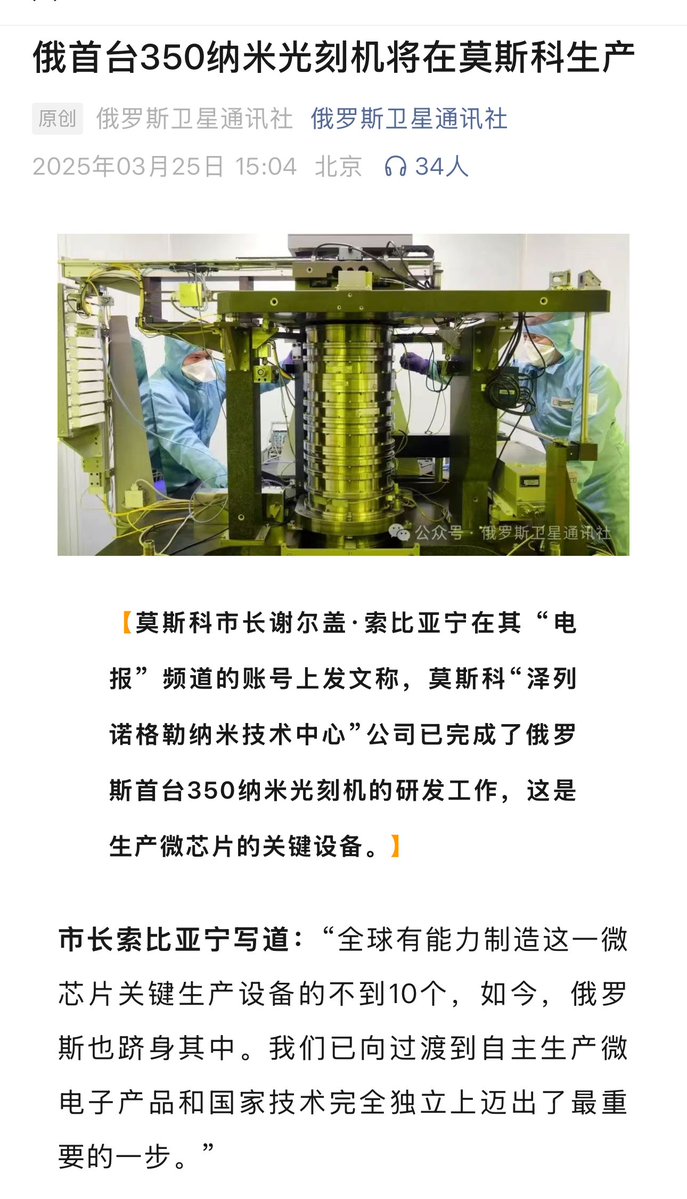 俄首台350纳米光刻机将在莫斯科生产
原创 俄罗斯卫星通讯社 俄罗斯卫星通讯社
2025年03月25日 15:04 北京 34人
公众号·俄罗斯卫星通讯社
【莫斯科市长谢尔盖·索比亚宁在其“电
报”频道的账号上发文称，莫斯科“泽列
诺格勒纳米技术中心”公司已完成了俄罗
斯首台350纳米光刻机的研发工作，这是
生产微芯片的关键设备。】
市长索比亚宁写道：“全球有能力制造这一微
芯片关键生产设备的不到10个，如今，俄罗
斯也跻身其中。我们已向过渡到自主生产微
电子产品和国家技术完全独立上迈出了最重
要的一步。”